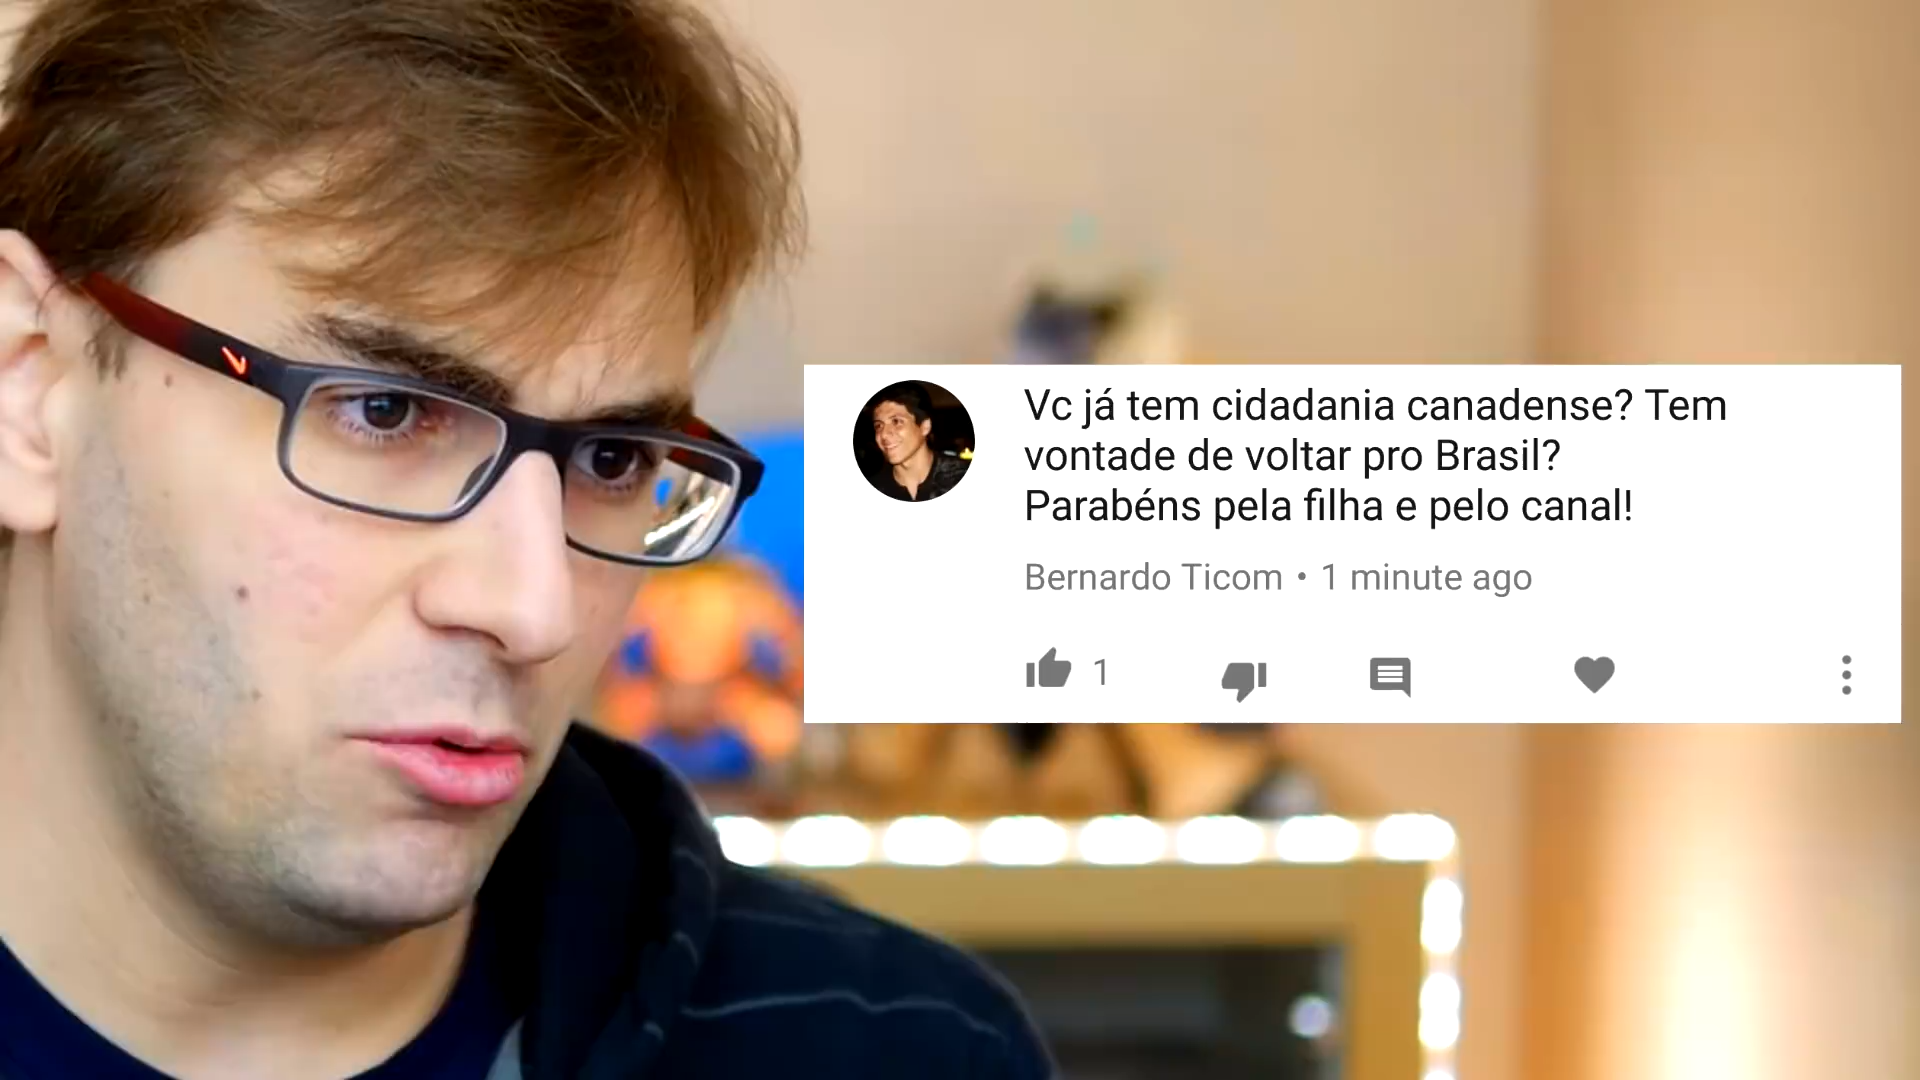 Vc já tem cidadania canadense? Tem
vontade de voltar pro Brasil?
Parabéns pela filha e pelo canal!
Bernardo Ticom • 1 minute ago
1